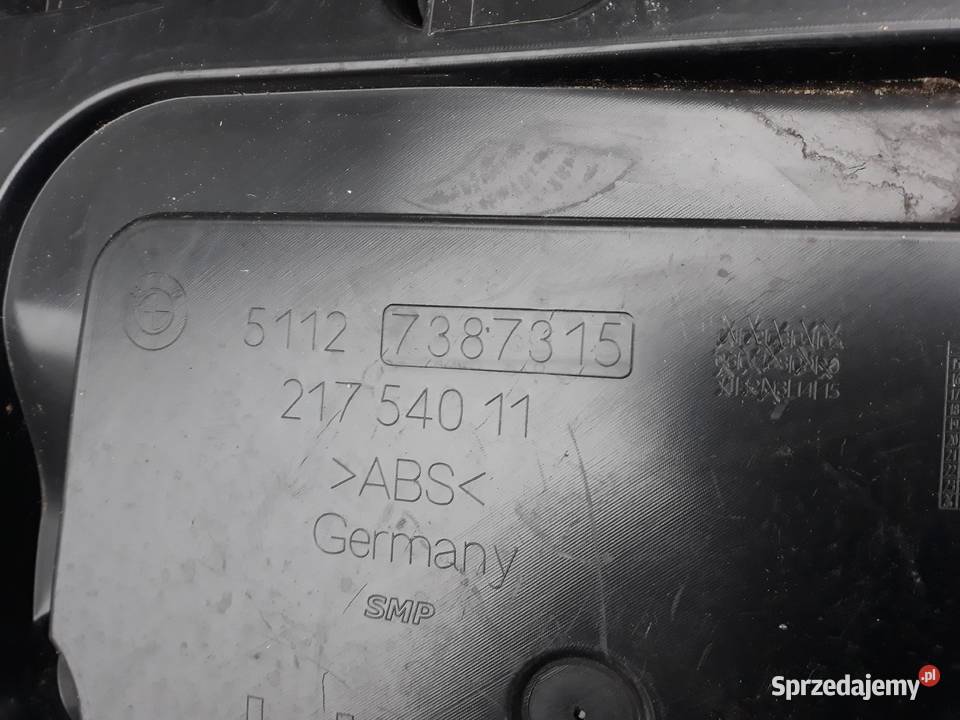 G
5112 7387315
217 540 11
>ABS<
Germany
SMP
Sprzedajemy.pl